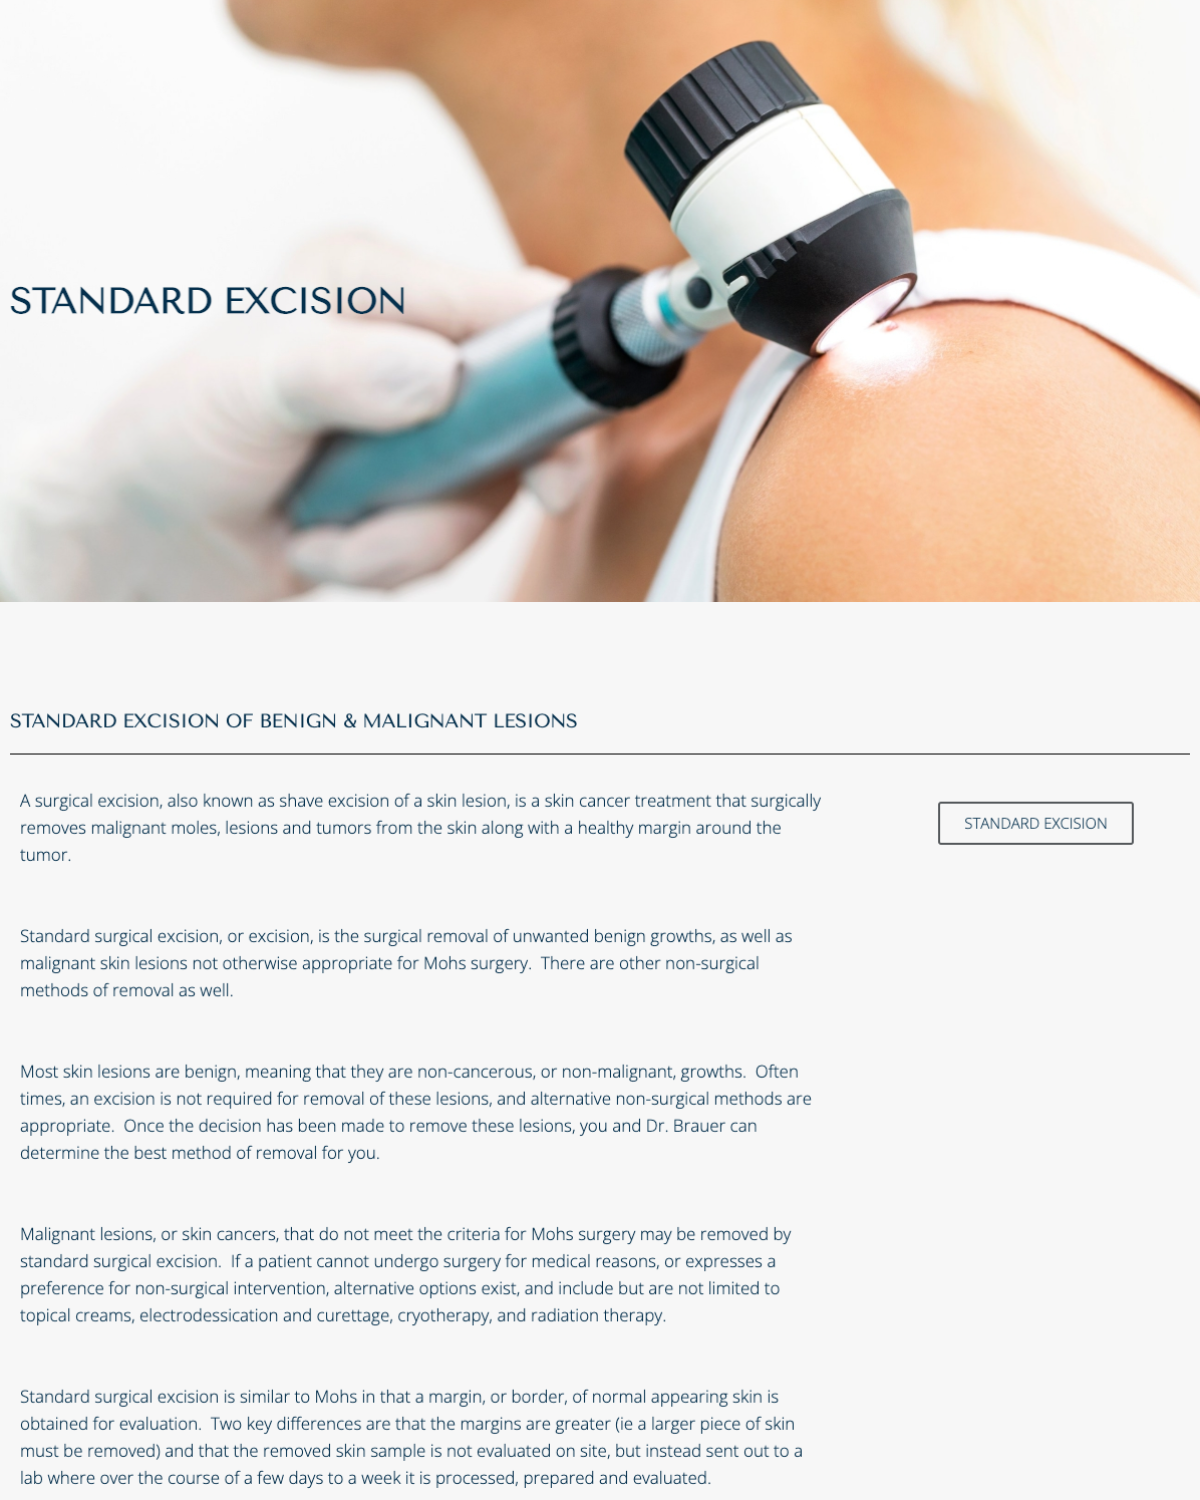 STANDARD EXCISION
STANDARD EXCISION OF BENIGN & MALIGNANT LESIONS
A surgical excision, also known as shave excision of a skin lesion, is a skin cancer treatment that surgically
removes malignant moles, lesions and tumors from the skin along with a healthy margin around the
tumor.
STANDARD EXCISION
Standard surgical excision, or excision, is the surgical removal of unwanted benign growths, as well as
malignant skin lesions not otherwise appropriate for Mohs surgery.  There are other non-surgical
methods of removal as well.
Most skin lesions are benign, meaning that they are non-cancerous, or non-malignant, growths.  Often
times, an excision is not required for removal of these lesions, and alternative non-surgical methods are
appropriate.  Once the decision has been made to remove these lesions, you and Dr. Brauer can
determine the best method of removal for you.
Malignant lesions, or skin cancers, that do not meet the criteria for Mohs surgery may be removed by
standard surgical excision.  If a patient cannot undergo surgery for medical reasons, or expresses a
preference for non-surgical intervention, alternative options exist, and include but are not limited to
topical creams, electrodessication and curettage, cryotherapy, and radiation therapy.
Standard surgical excision is similar to Mohs in that a margin, or border, of normal appearing skin is
obtained for evaluation.  Two key differences are that the margins are greater (ie a larger piece of skin
must be removed) and that the removed skin sample is not evaluated on site, but instead sent out to a
lab where over the course of a few days to a week it is processed, prepared and evaluated.